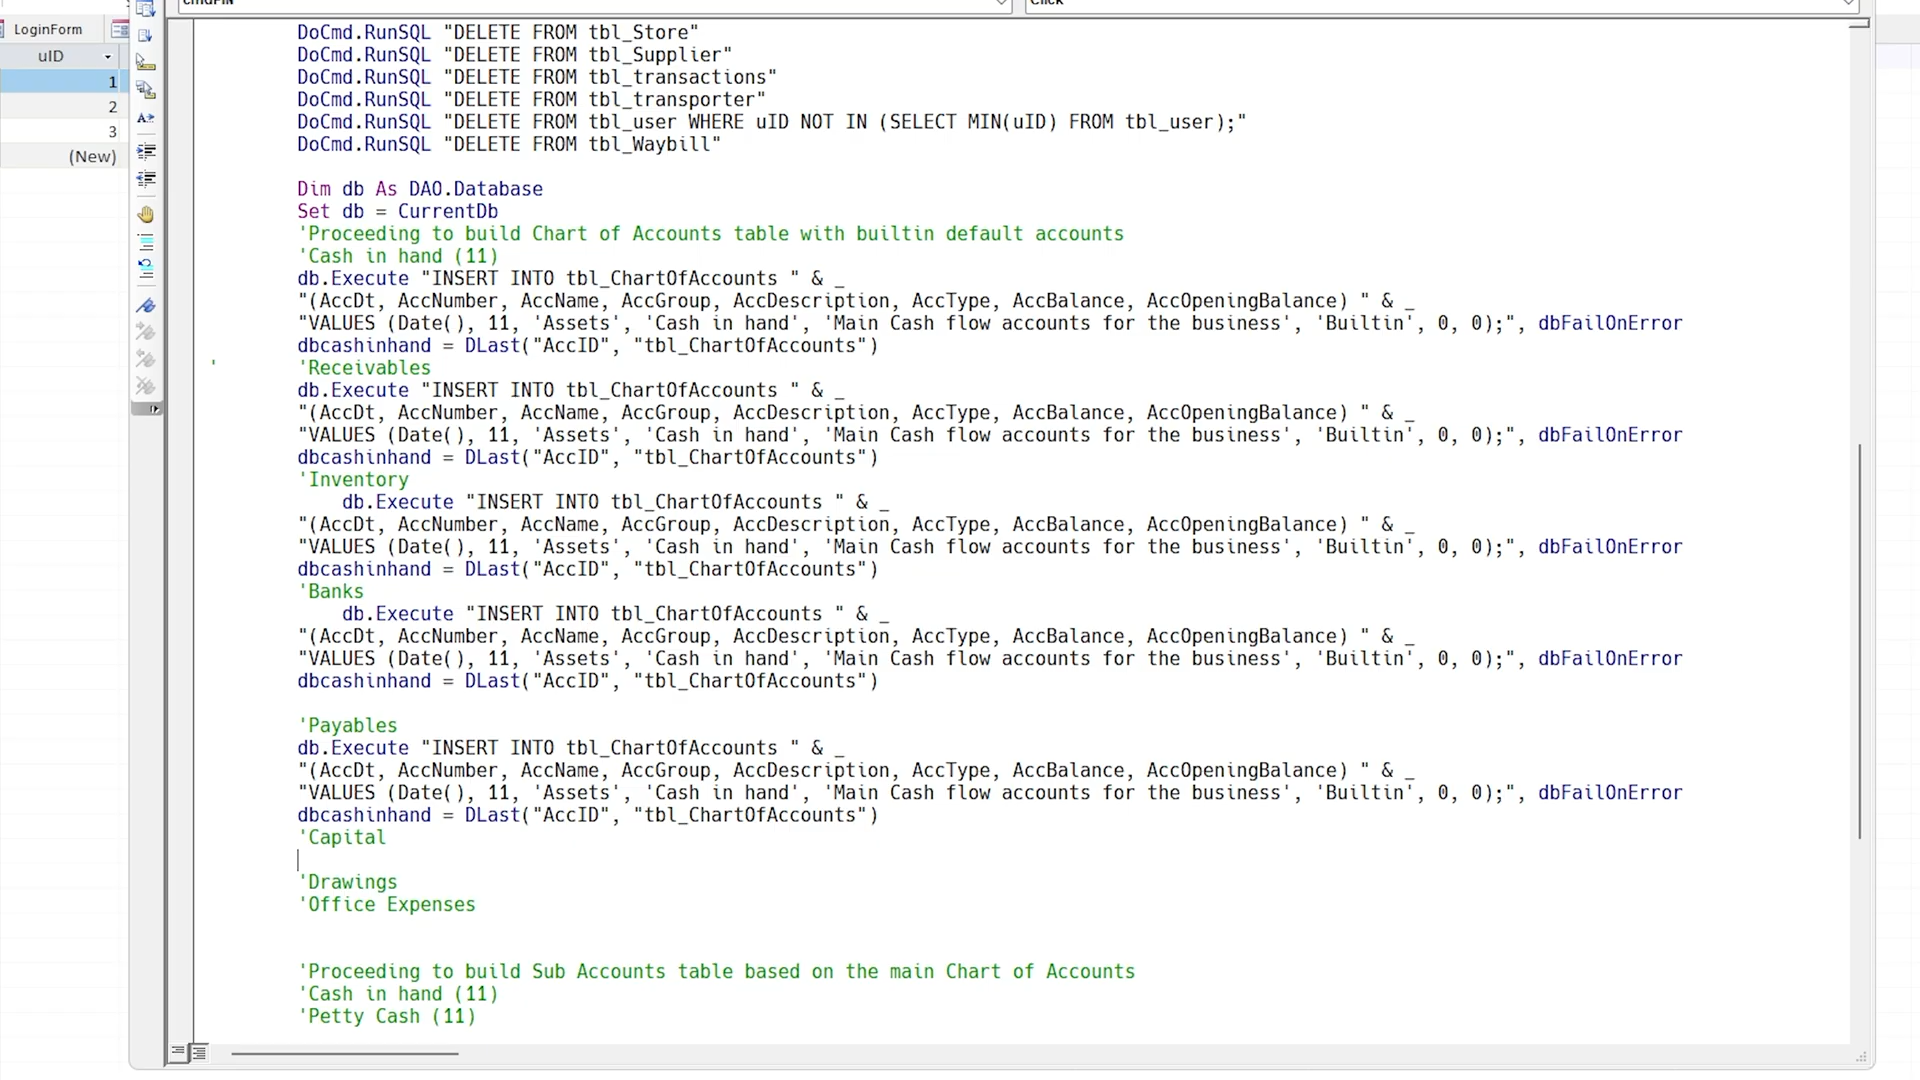 cmdPIN
Click
LoginForm
uID
1
2
3
(New)
DoCmd.RunSQL "DELETE FROM tbl_Store"
DoCmd.RunSQL "DELETE FROM tbl_Supplier"
DoCmd.RunSQL "DELETE FROM tbl_transactions"
DoCmd.RunSQL "DELETE FROM tbl_transporter"
DoCmd.RunSQL "DELETE FROM tbl_user WHERE uID NOT IN (SELECT MIN(uID) FROM tbl_user);"
DoCmd.RunSQL "DELETE FROM tbl_Waybill"
Dim db As DAO.Database
Set db = CurrentDb
'Proceeding to build Chart of Accounts table with builtin default accounts
'Cash in hand (11)
db.Execute "INSERT INTO tbl_ChartOfAccounts " & _
"(AccDt, AccNumber, AccName, AccGroup, AccDescription, AccType, AccBalance, AccOpeningBalance) " & _
"VALUES (Date(), 11, 'Assets', 'Cash in hand', 'Main Cash flow accounts for the business', 'Builtin', 0, 0);", dbFailOnError
dbcashinhand = DLast("AccID", "tbl_ChartOfAccounts")
' 'Receivables
db.Execute "INSERT INTO tbl_ChartOfAccounts " & _
"(AccDt, AccNumber, AccName, AccGroup, AccDescription, AccType, AccBalance, AccOpeningBalance) " & _
"VALUES (Date(), 11, 'Assets', 'Cash in hand', 'Main Cash flow accounts for the business', 'Builtin', 0, 0);", dbFailOnError
dbcashinhand = DLast("AccID", "tbl_ChartOfAccounts")
'Inventory
db.Execute "INSERT INTO tbl_ChartOfAccounts " & _
"(AccDt, AccNumber, AccName, AccGroup, AccDescription, AccType, AccBalance, AccOpeningBalance) " & _
"VALUES (Date(), 11, 'Assets', 'Cash in hand', 'Main Cash flow accounts for the business', 'Builtin', 0, 0);", dbFailOnError
dbcashinhand = DLast("AccID", "tbl_ChartOfAccounts")
'Banks
db.Execute "INSERT INTO tbl_ChartOfAccounts " & _
"(AccDt, AccNumber, AccName, AccGroup, AccDescription, AccType, AccBalance, AccOpeningBalance) " & _
"VALUES (Date(), 11, 'Assets', 'Cash in hand', 'Main Cash flow accounts for the business', 'Builtin', 0, 0);", dbFailOnError
dbcashinhand = DLast("AccID", "tbl_ChartOfAccounts")
'Payables
db.Execute "INSERT INTO tbl_ChartOfAccounts " & _
"(AccDt, AccNumber, AccName, AccGroup, AccDescription, AccType, AccBalance, AccOpeningBalance) " & _
"VALUES (Date(), 11, 'Assets', 'Cash in hand', 'Main Cash flow accounts for the business', 'Builtin', 0, 0);", dbFailOnError
dbcashinhand = DLast("AccID", "tbl_ChartOfAccounts")
'Capital
'Drawings
'Office Expenses
'Proceeding to build Sub Accounts table based on the main Chart of Accounts
'Cash in hand (11)
'Petty Cash (11)